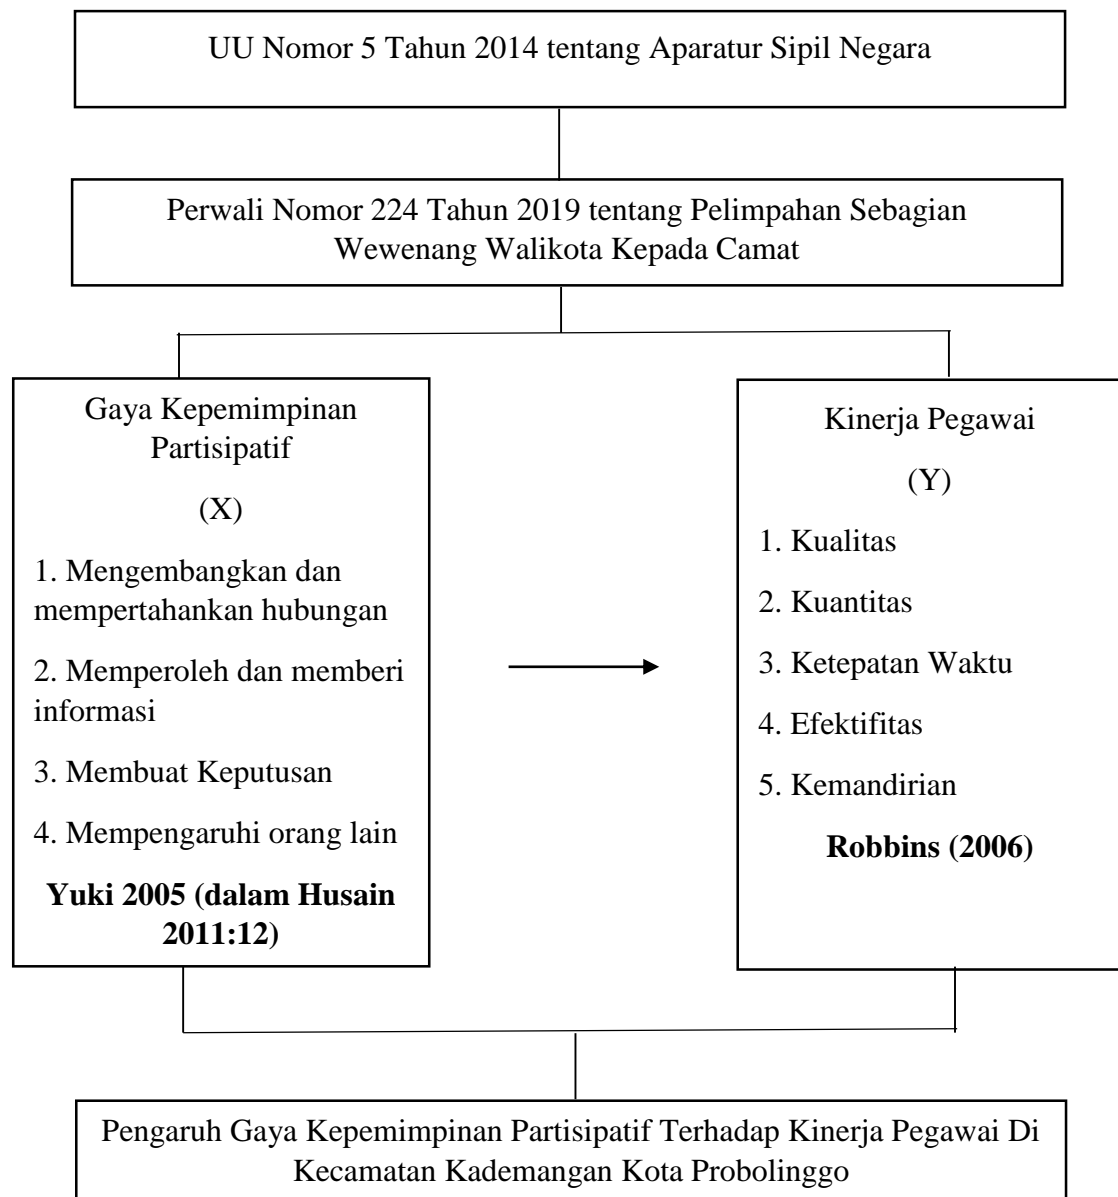 UU Nomor 5 Tahun 2014 tentang Aparatur Sipil Negara
Perwali Nomor 224 Tahun 2019 tentang Pelimpahan Sebagian
Wewenang Walikota Kepada Camat
Gaya Kepemimpinan
Partisipatif
(X)
1. Mengembangkan dan
mempertahankan hubungan
2. Memperoleh dan memberi
informasi
3. Membuat Keputusan
4. Mempengaruhi orang lain
Yuki 2005 (dalam Husain
2011:12)
Kinerja Pegawai
(Y)
1. Kualitas
2. Kuantitas
3. Ketepatan Waktu
4. Efektifitas
5. Kemandirian
Robbins (2006)
Pengaruh Gaya Kepemimpinan Partisipatif Terhadap Kinerja Pegawai Di
Kecamatan Kademangan Kota Probolinggo